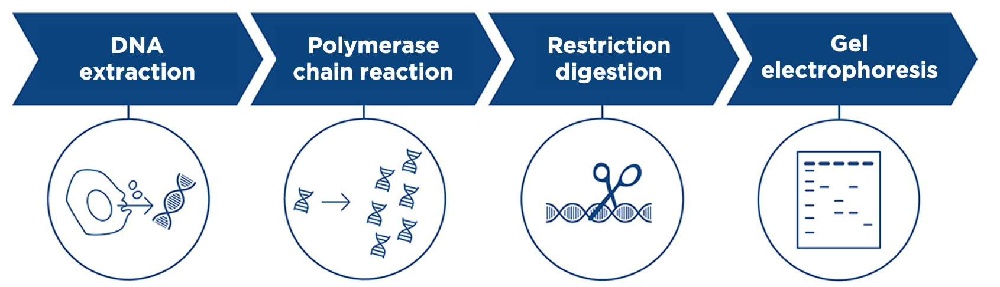 DNA
extraction
Polymerase
chain reaction
Restriction
digestion
Gel
electrophoresis